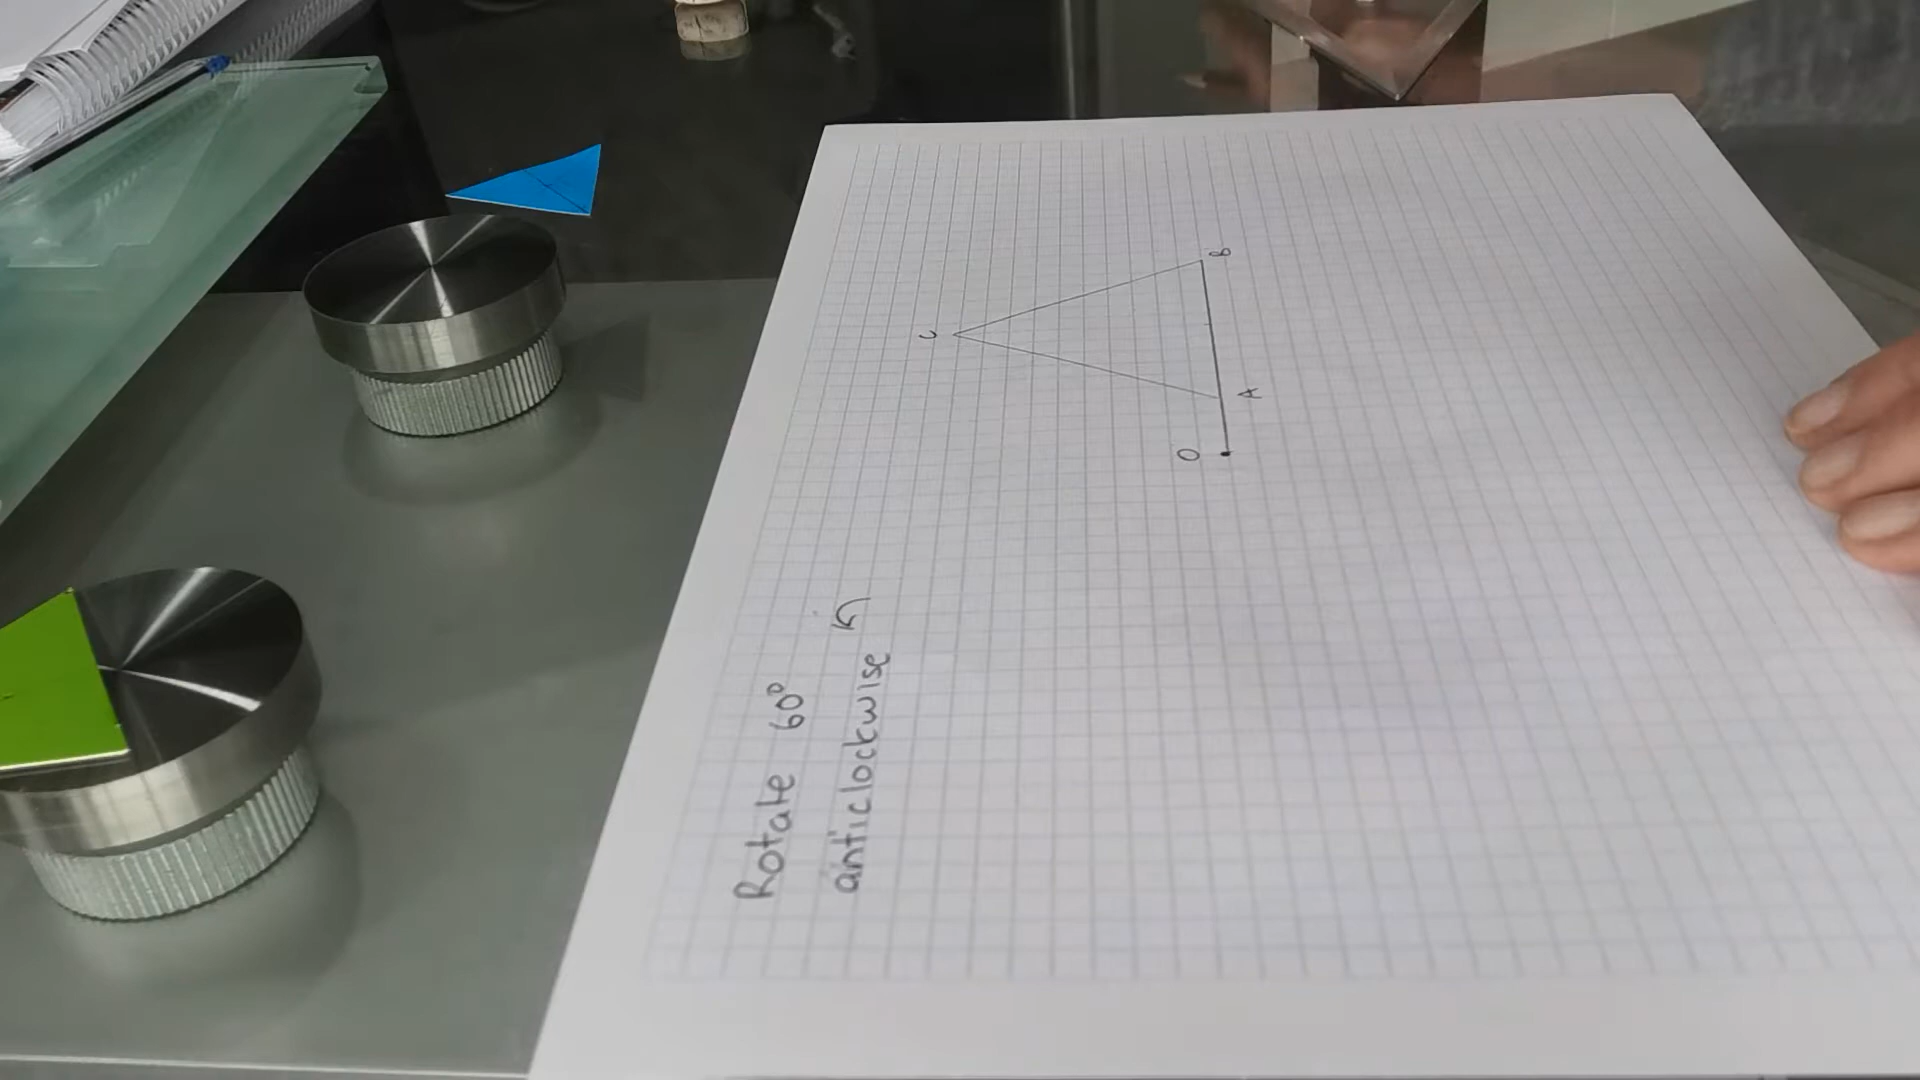 Rotate 60°
anticlockwise ↺
C
B
A
O